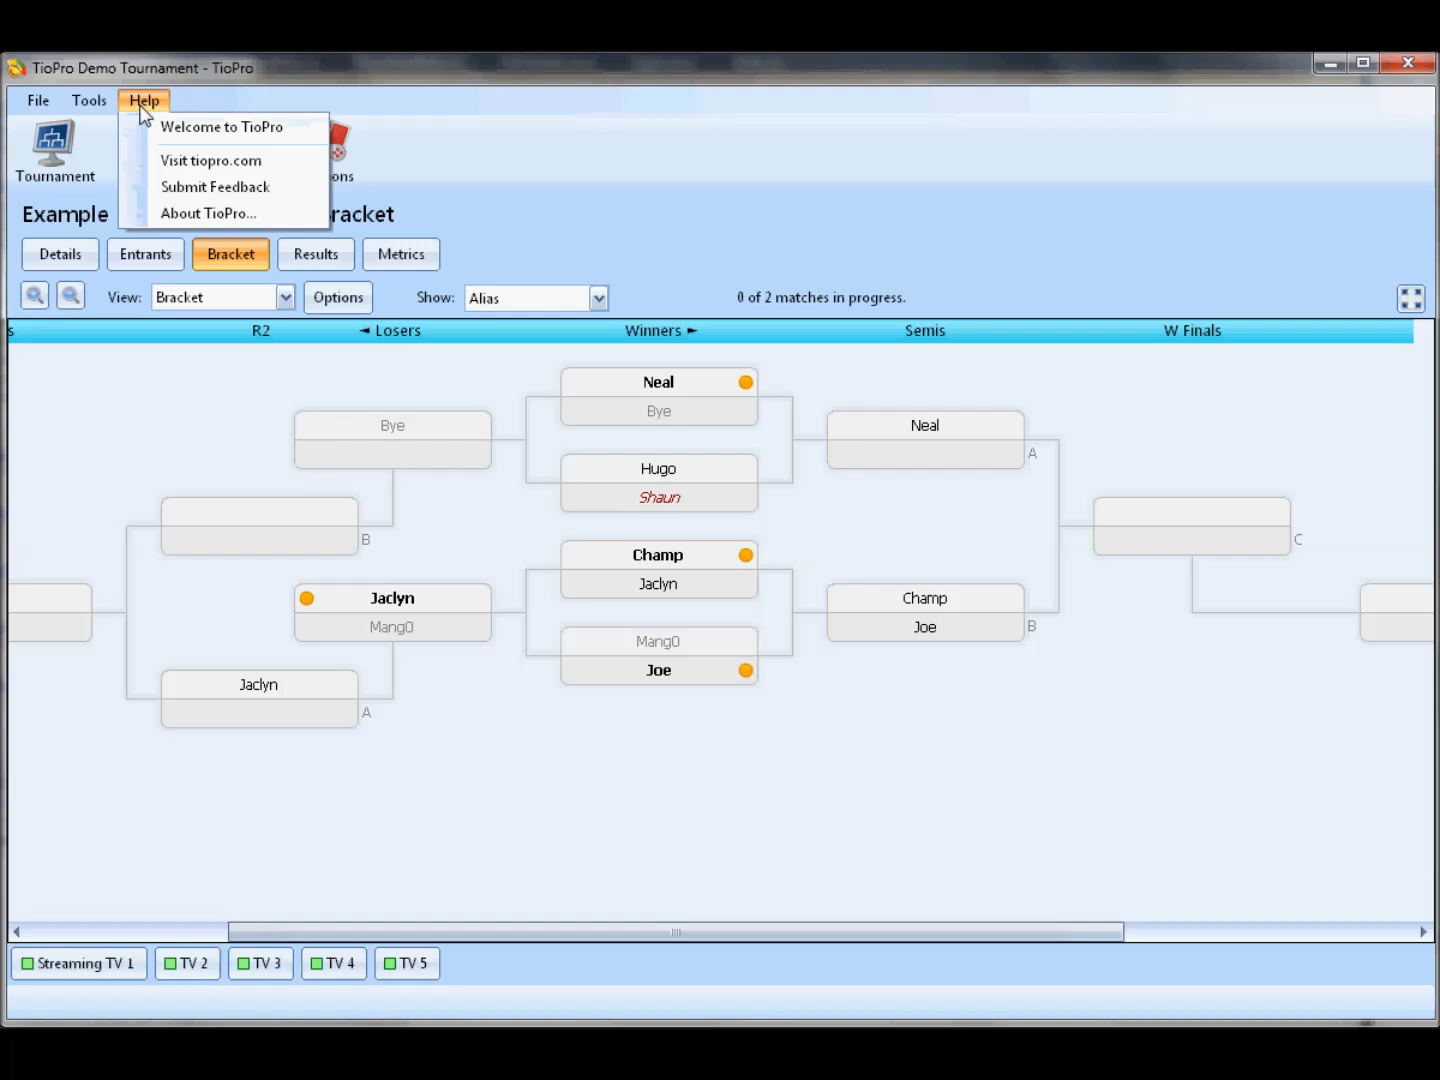 TioPro Demo Tournament - TioPro
File Tools Help
Welcome to TioPro
Visit tiopro.com
Submit Feedback
About TioPro...
Tournament
ons
Example racket
Details Entrants Bracket Results Metrics
View: Bracket Options Show: Alias 0 of 2 matches in progress.
s R2 ◄ Losers Winners ► Semis W Finals
Neal
Bye
Bye
Neal
A
Hugo
Shaun
B
C
Champ
Jaclyn
Jaclyn
Mang0
Champ
Joe
B
Mang0
Joe
Jaclyn
A
Streaming TV 1 TV 2 TV 3 TV 4 TV 5